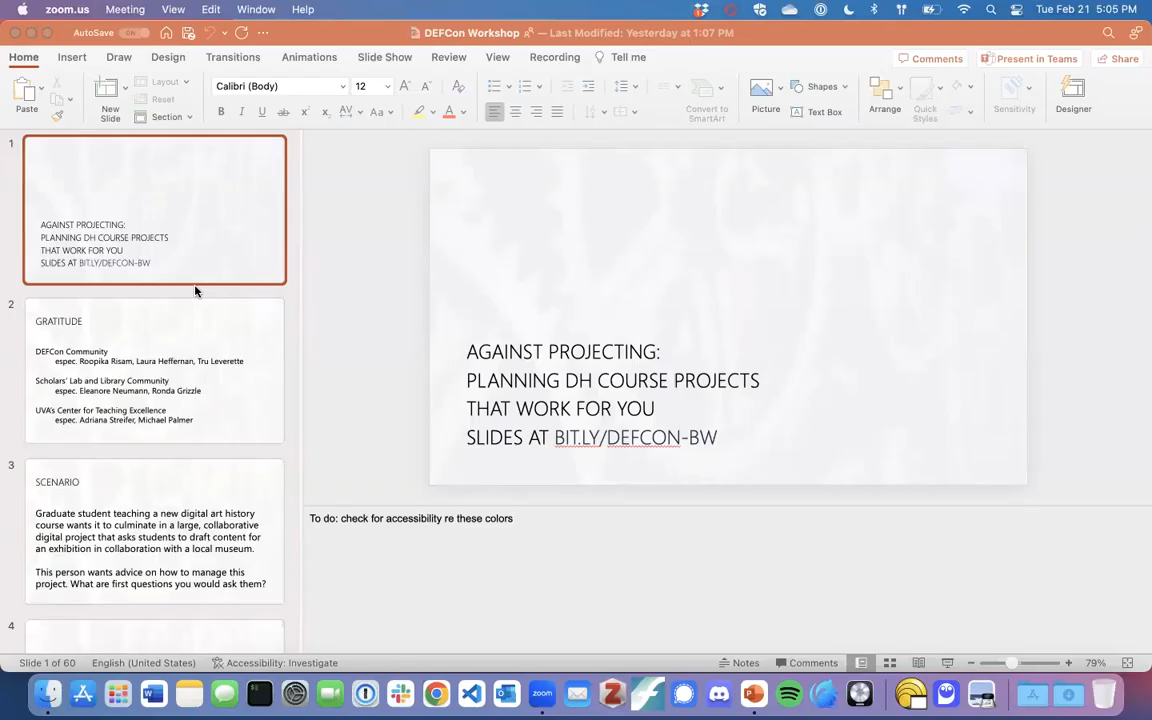 zoom.us Meeting View Edit Window Help Tue Feb 21 5:05 PM
AutoSave DEFCon Workshop — Last Modified: Yesterday at 1:07 PM
Home Insert Draw Design Transitions Animations Slide Show Review View Recording Tell me Comments Present in Teams Share
Paste
New
Slide
Layout
Reset
Section
Calibri (Body) 12
Convert to
SmartArt
Picture
Shapes
Text Box
Arrange
Quick
Styles
Sensitivity
Designer
1
AGAINST PROJECTING:
PLANNING DH COURSE PROJECTS
THAT WORK FOR YOU
SLIDES AT BIT.LY/DEFCON-BW
2
GRATITUDE
DEFCon Community
espec. Roopika Risam, Laura Heffernan, Tru Leverette
Scholars' Lab and Library Community
espec. Eleanore Neumann, Ronda Grizzle
UVA's Center for Teaching Excellence
espec. Adriana Streifer, Michael Palmer
3
SCENARIO
Graduate student teaching a new digital art history
course wants it to culminate in a large, collaborative
digital project that asks students to draft content for
an exhibition in collaboration with a local museum.
This person wants advice on how to manage this
project. What are first questions you would ask them?
4
AGAINST PROJECTING:
PLANNING DH COURSE PROJECTS
THAT WORK FOR YOU
SLIDES AT BIT.LY/DEFCON-BW
To do: check for accessibility re these colors
Slide 1 of 60 English (United States) Accessibility: Investigate Notes Comments 79%
zoom